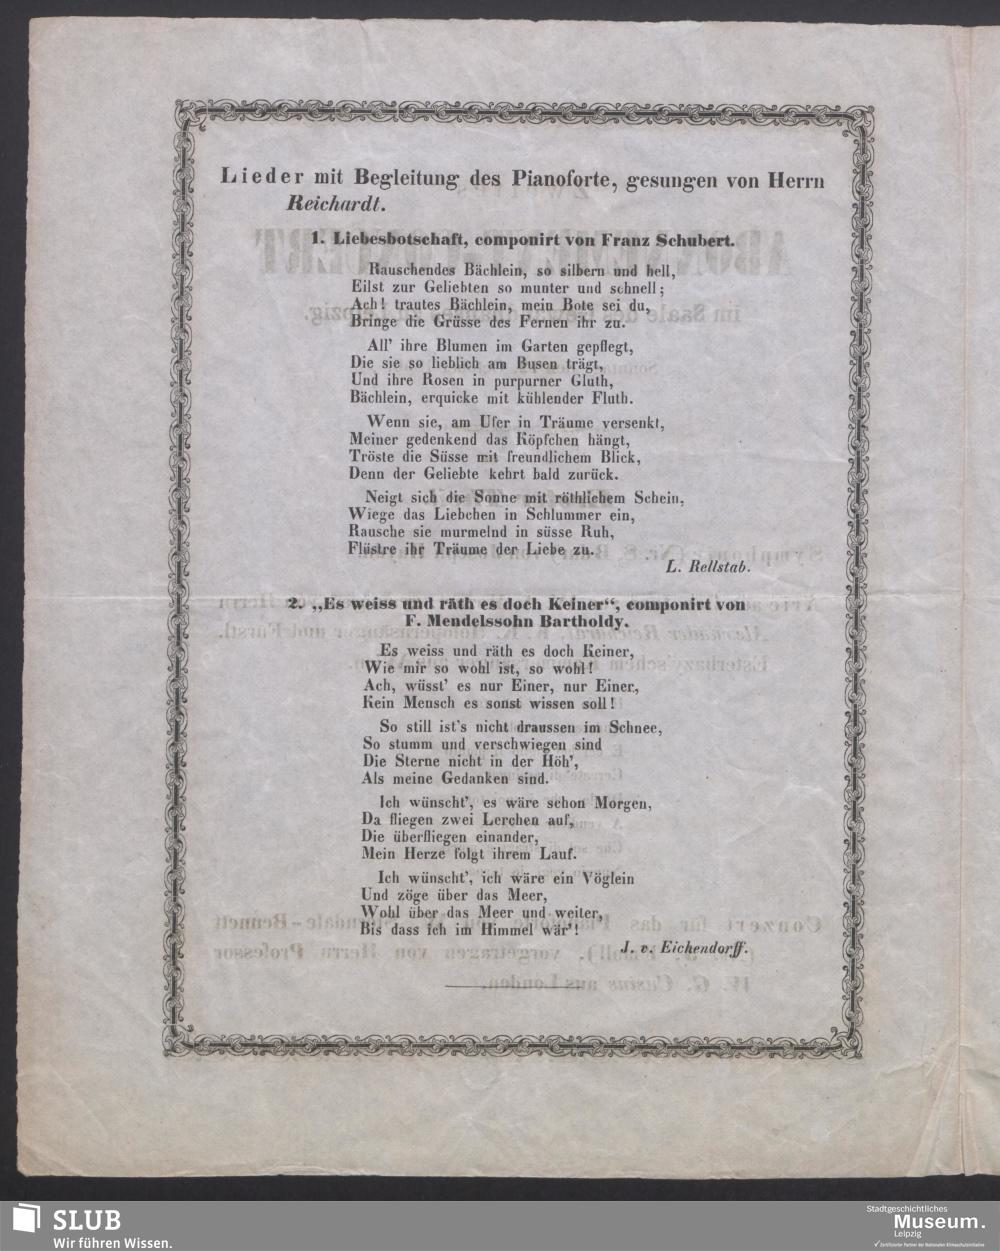 Lieder mit Begleitung des Pianoforte, gesungen von Herrn
Reichardt.
1. Liebesbotschaft, componirt von Franz Schubert.
Rauschendes Bächlein, so silbern und hell,
Eilst zur Geliebten so munter und schnell;
Ach! trautes Bächlein, mein Bote sei du,
Bringe die Grüsse des Fernen ihr zu.
All' ihre Blumen im Garten gepflegt,
Die sie so lieblich am Busen trägt,
Und ihre Rosen in purpurner Gluth,
Bächlein, erquicke mit kühlender Fluth.
Wenn sie, am Ufer in Träume versenkt,
Meiner gedenkend das Köpfchen hängt,
Tröste die Süsse mit freundlichem Blick,
Denn der Geliebte kehrt bald zurück.
Neigt sich die Sonne mit röthlichem Schein,
Wiege das Liebchen in Schlummer ein,
Rausche sie murmelnd in süsse Ruh,
Flüstre ihr Träume der Liebe zu.
L. Rellstab.
2. „Es weiss und räth es doch Keiner“, componirt von
F. Mendelssohn Bartholdy.
Es weiss und räth es doch Keiner,
Wie mir so wohl ist, so wohl!
Ach, wüsst' es nur Einer, nur Einer,
Kein Mensch es sonst wissen soll!
So still ist's nicht draussen im Schnee,
So stumm und verschwiegen sind
Die Sterne nicht in der Höh',
Als meine Gedanken sind.
Ich wünscht', es wäre schon Morgen,
Da fliegen zwei Lerchen auf,
Die überfliegen einander,
Mein Herze folgt ihrem Lauf.
Ich wünscht', ich wäre ein Vöglein
Und zöge über das Meer,
Wohl über das Meer und weiter,
Bis dass ich im Himmel wär'!
J. v. Eichendorff.
SLUB
Wir führen Wissen.
Stadtgeschichtliches
Museum.
Leipzig
Zertifizierter Partner der Nationalen Klimaschutzinitiative